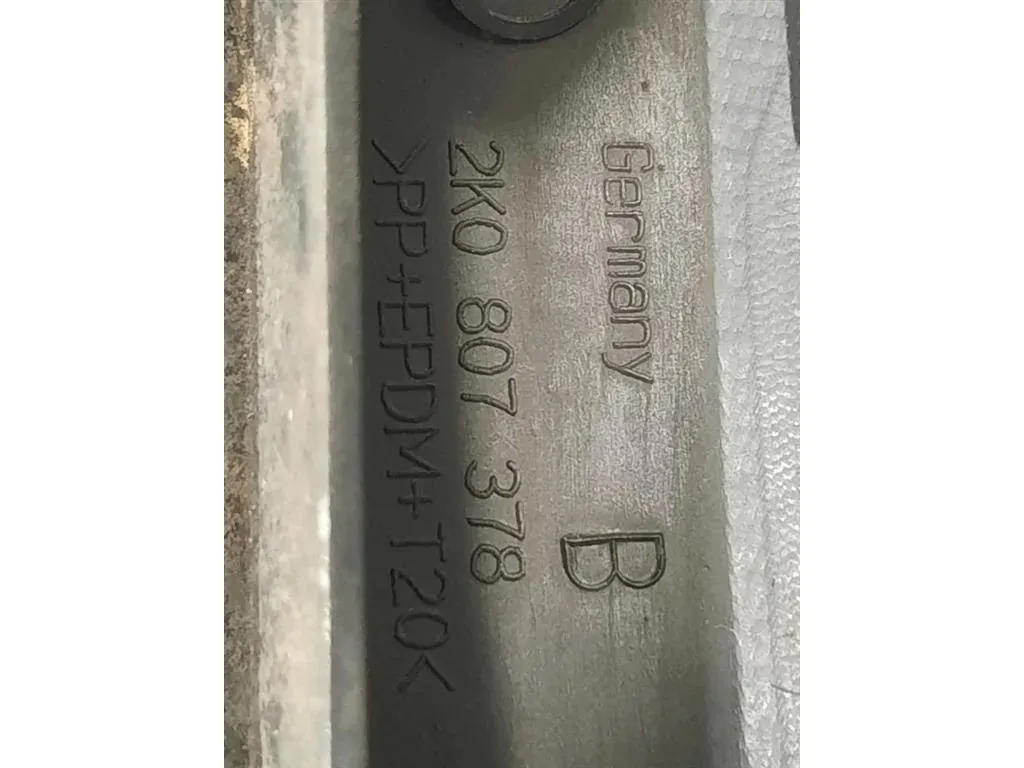 Germany
B
2K0 807 378
>PP+EPDM+T20<